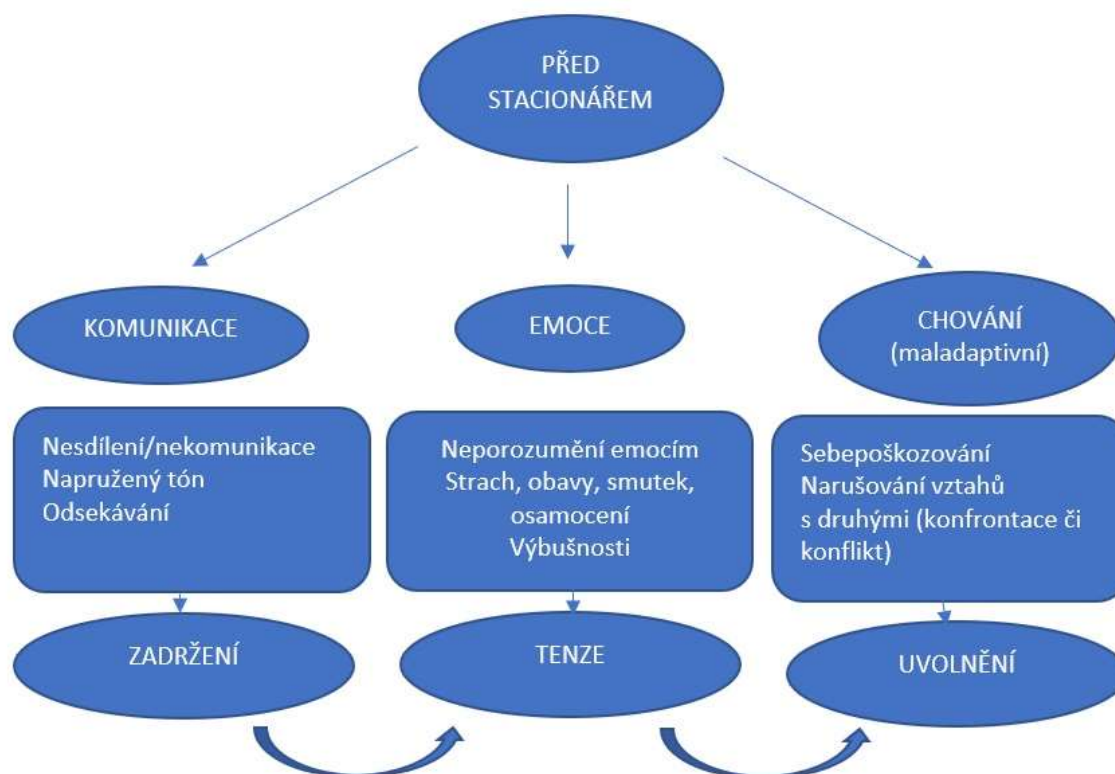 PŘED
STACIONÁŘEM
KOMUNIKACE
EMOCE
CHOVÁNÍ
(maladaptivní)
Nesdílení/nekomunikace
Napružený tón
Odsekávání
Neporozumění emocím
Strach, obavy, smutek,
osamocení
Výbušnosti
Sebepoškozování
Narušování vztahů
s druhými (konfrontace či
konflikt)
ZADRŽENÍ
TENZE
UVOLNĚNÍ